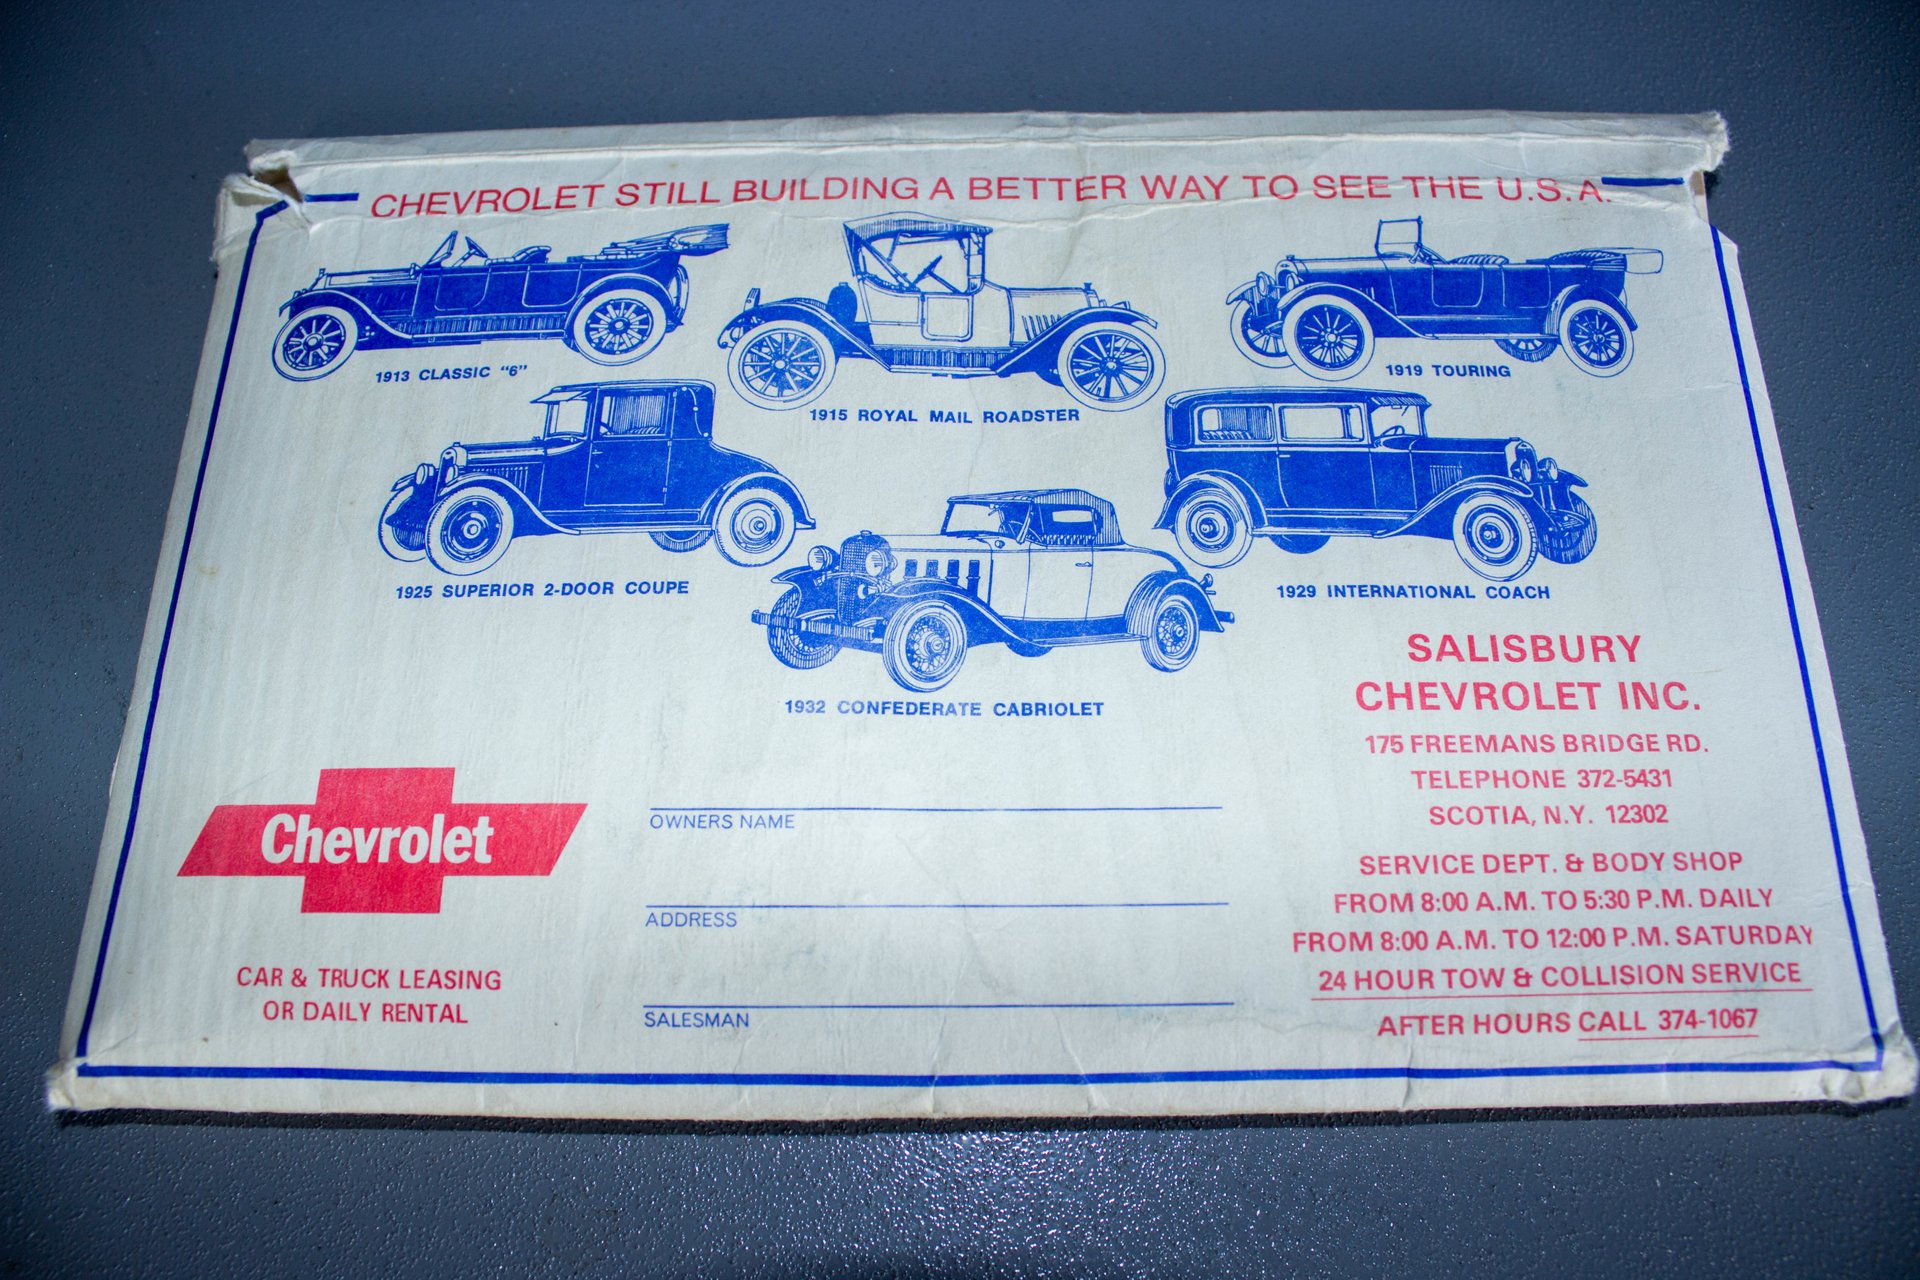 CHEVROLET STILL BUILDING A BETTER WAY TO SEE THE U.S.A.
1913 CLASSIC "6"
1915 ROYAL MAIL ROADSTER
1919 TOURING
1925 SUPERIOR 2-DOOR COUPE
1929 INTERNATIONAL COACH
1932 CONFEDERATE CABRIOLET
Chevrolet
CAR & TRUCK LEASING
OR DAILY RENTAL
OWNERS NAME
ADDRESS
SALESMAN
SALISBURY
CHEVROLET INC.
175 FREEMANS BRIDGE RD.
TELEPHONE 372-5431
SCOTIA, N.Y. 12302
SERVICE DEPT. & BODY SHOP
FROM 8:00 A.M. TO 5:30 P.M. DAILY
FROM 8:00 A.M. TO 12:00 P.M. SATURDAY
24 HOUR TOW & COLLISION SERVICE
AFTER HOURS CALL 374-1067